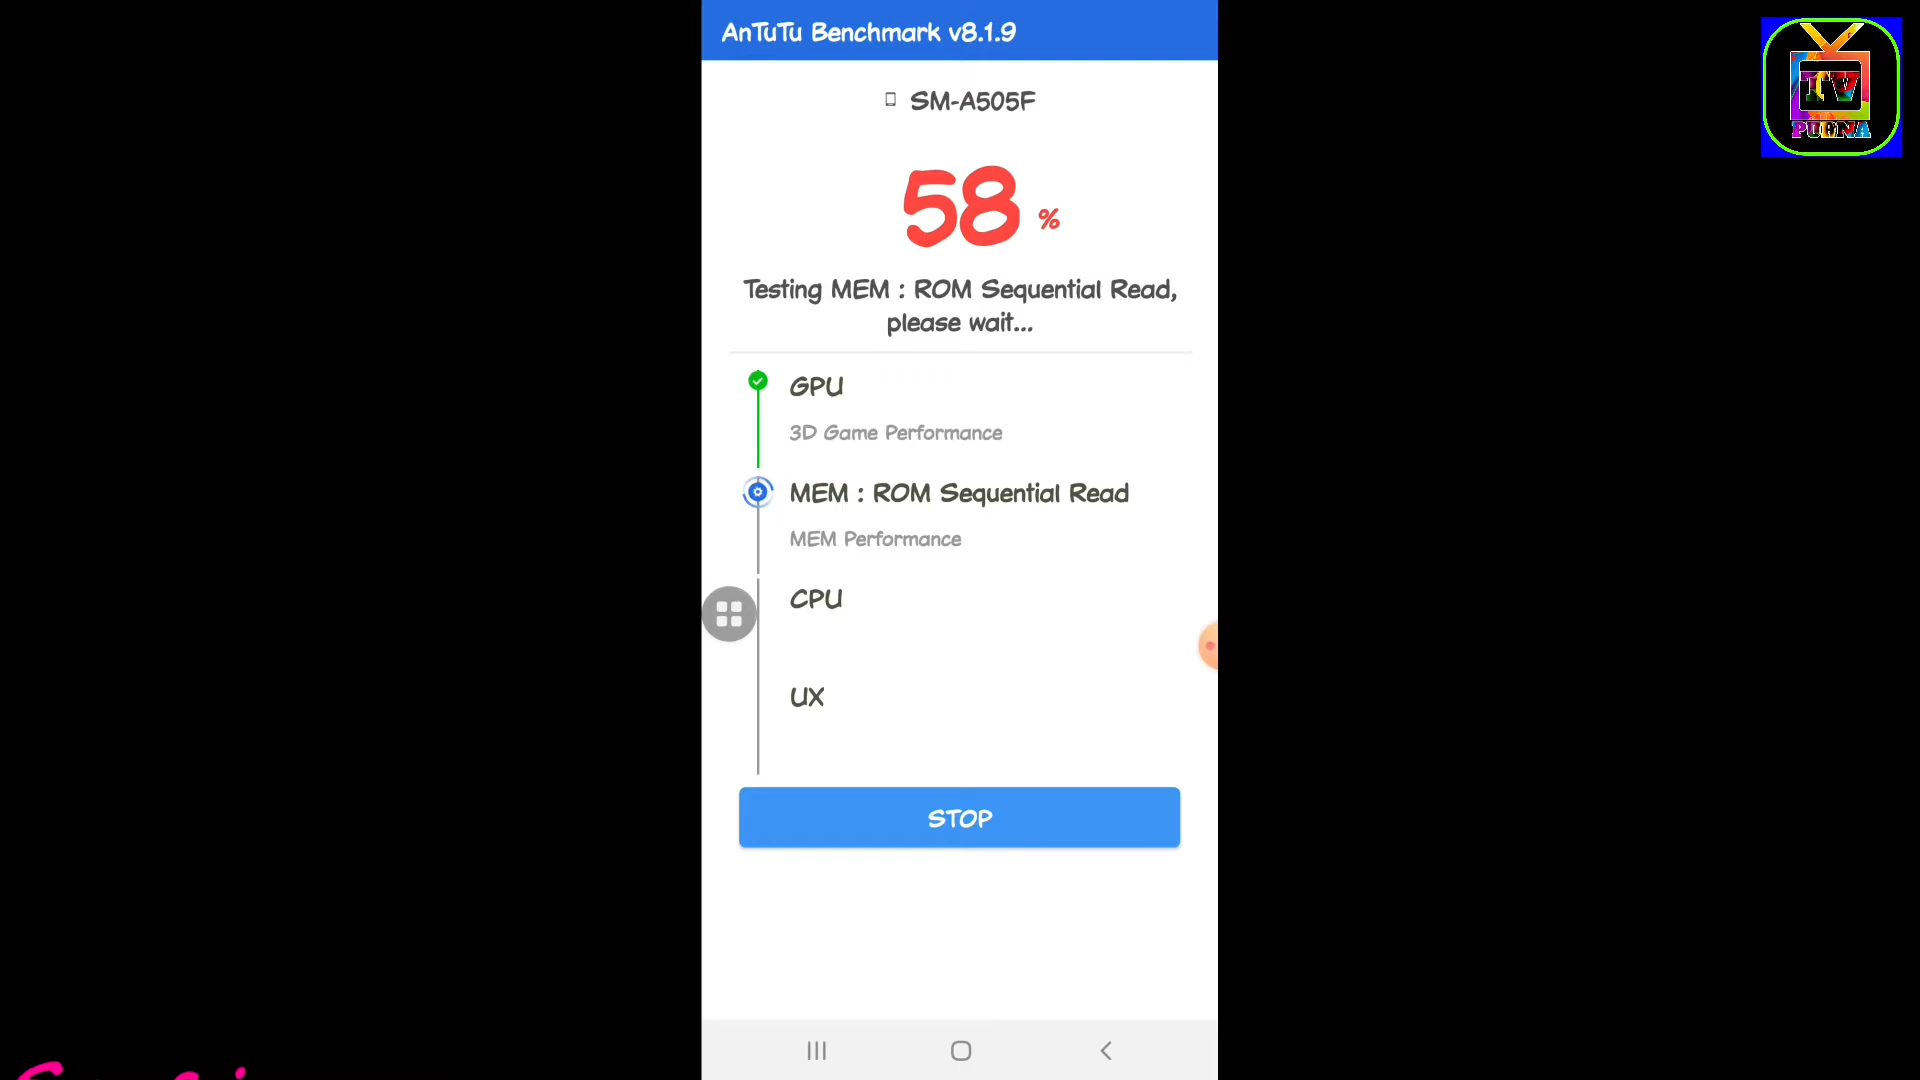 AnTuTu Benchmark v8.1.9
SM-A505F
58 %
Testing MEM : ROM Sequential Read,
please wait...
GPU
3D Game Performance
MEM : ROM Sequential Read
MEM Performance
CPU
UX
STOP
TV
PURNA